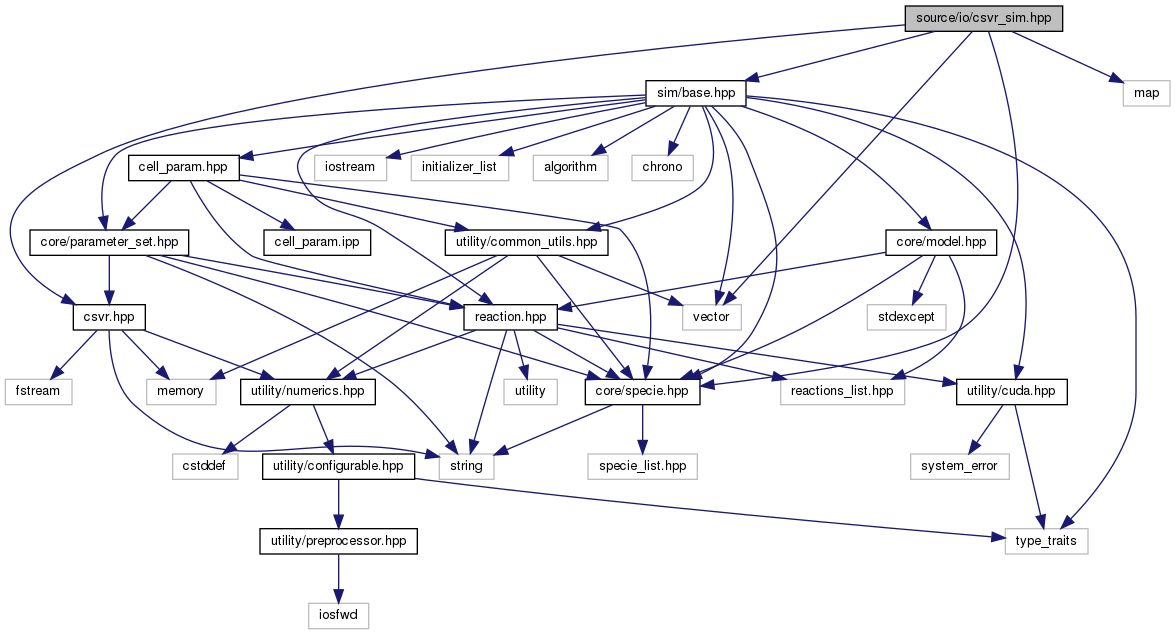 source/io/csvr_sim.hpp
sim/base.hpp
map
cell_param.hpp
iostream
initializer_list
algorithm
chrono
core/parameter_set.hpp
cell_param.ipp
utility/common_utils.hpp
core/model.hpp
csvr.hpp
reaction.hpp
vector
stdexcept
fstream
memory
utility/numerics.hpp
utility
core/specie.hpp
reactions_list.hpp
utility/cuda.hpp
cstddef
utility/configurable.hpp
string
specie_list.hpp
system_error
utility/preprocessor.hpp
type_traits
iosfwd